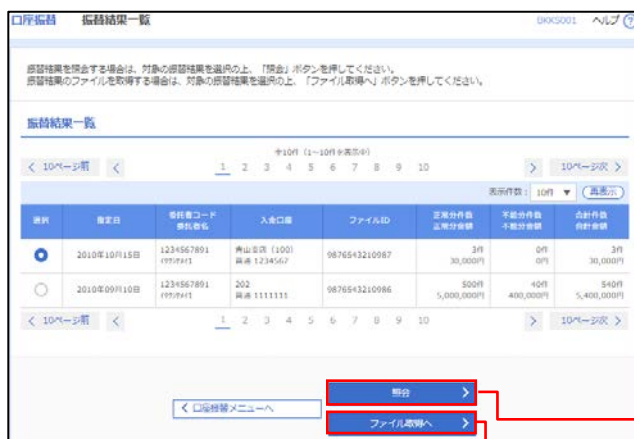 口座振替 振替結果一覧 BKKS001 ヘルプ ?
振替結果を照会する場合は、対象の振替結果を選択の上、「照会」ボタンを押してください。
振替結果のファイルを取得する場合は、対象の振替結果を選択の上、「ファイル取得へ」ボタンを押してください。
振替結果一覧
全10件 (1~10件を表示中)
< 10ページ前 < 1 2 3 4 5 6 7 8 9 10 > 10ページ次 >
表示件数: 10件 ▼ (再表示)
選択 指定日 委託者コード 委託者名 入金口座 ファイルID 正常分件数 正常分金額 不能分件数 不能分金額 合計件数 合計金額
2010年10月15日 1234567891 青山支店 (100) 普通 1234567 9876543210987 3件 30,000円 0件 0円 3件 30,000円
2010年09月10日 1234567891 202 普通 1111111 9876543210986 500件 5,000,000円 40件 400,000円 540件 5,400,000円
< 10ページ前 < 1 2 3 4 5 6 7 8 9 10 > 10ページ次 >
照会 >
< 口座振替メニューへ
ファイル取得へ >